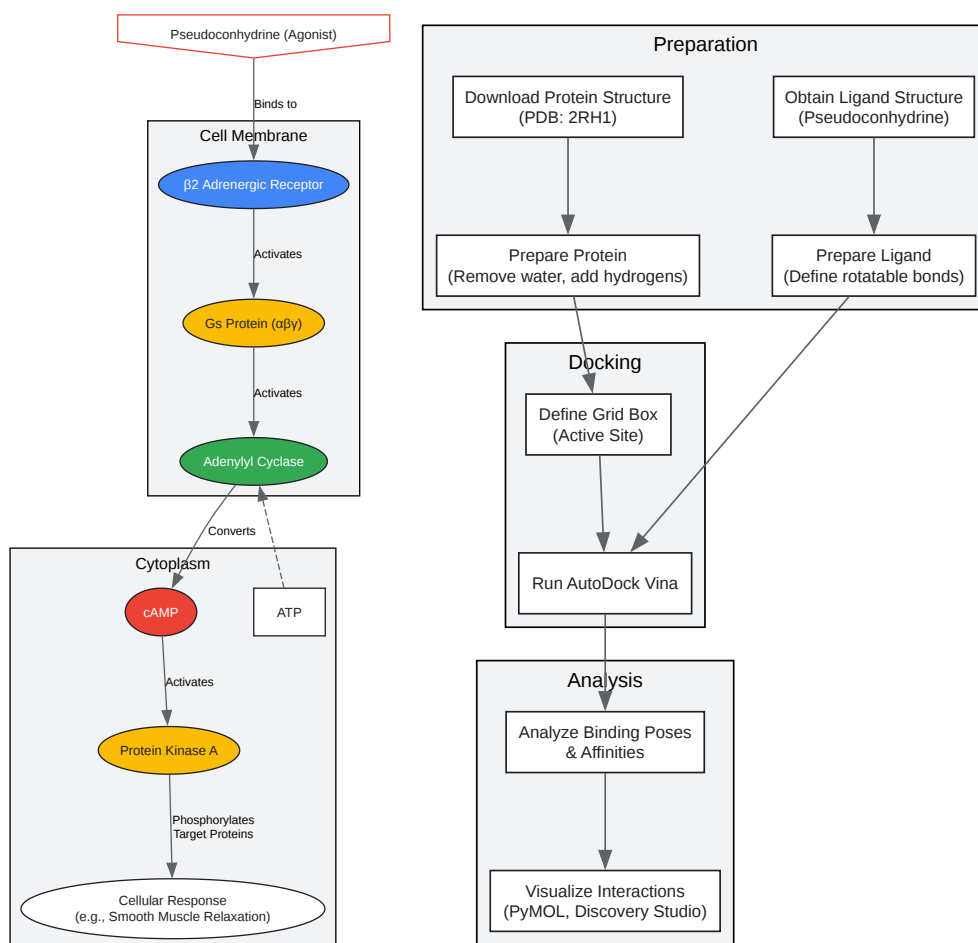 Pseudoconhydrine (Agonist)
Binds to
Cell Membrane
β2 Adrenergic Receptor
Activates
Gs Protein (αβγ)
Activates
Adenylyl Cyclase
Converts
Cytoplasm
cAMP
ATP
Activates
Protein Kinase A
Phosphorylates
Target Proteins
Cellular Response
(e.g., Smooth Muscle Relaxation)
Preparation
Download Protein Structure
(PDB: 2RH1)
Obtain Ligand Structure
(Pseudoconhydrine)
Prepare Protein
(Remove water, add hydrogens)
Prepare Ligand
(Define rotatable bonds)
Docking
Define Grid Box
(Active Site)
Run AutoDock Vina
Analysis
Analyze Binding Poses
& Affinities
Visualize Interactions
(PyMOL, Discovery Studio)